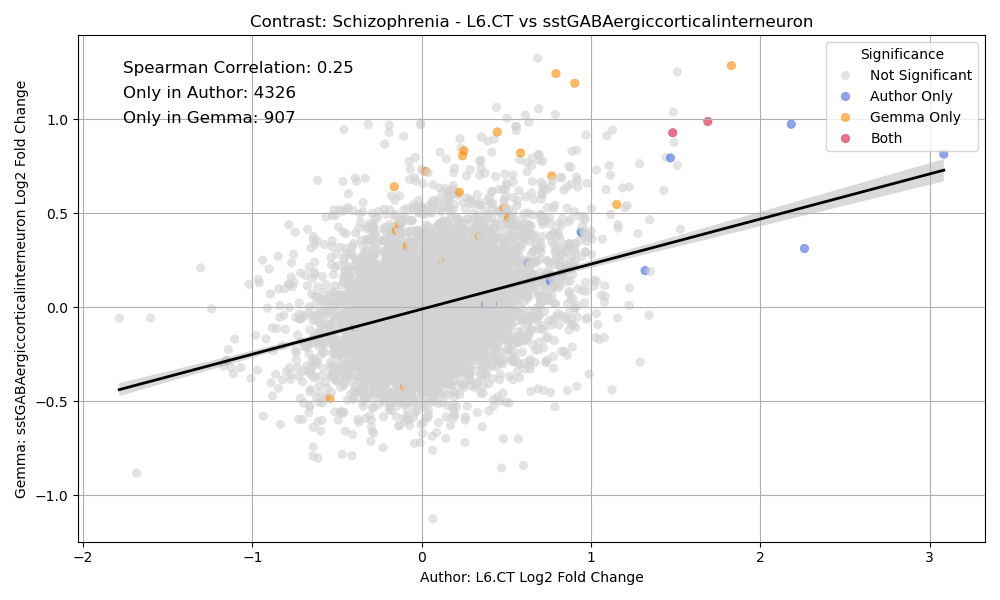 Contrast: Schizophrenia - L6.CT vs sstGABAergiccorticalinterneuron
Spearman Correlation: 0.25
Only in Author: 4326
Only in Gemma: 907
Significance
Not Significant
Author Only
Gemma Only
Both
Gemma: sstGABAergiccorticalinterneuron Log2 Fold Change
1.0
0.5
0.0
−0.5
−1.0
−2
−1
0
1
2
3
Author: L6.CT Log2 Fold Change